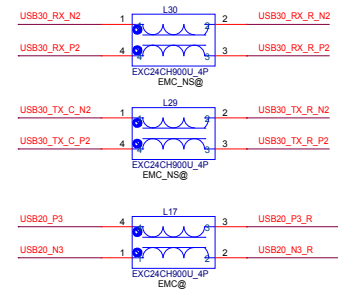 L30
USB30_RX_N2 1 2 USB30_RX_R_N2
USB30_RX_P2 4 3 USB30_RX_R_P2
EXC24CH900U_4P
EMC_NS@
L29
USB30_TX_C_N2 1 2 USB30_TX_R_N2
USB30_TX_C_P2 4 3 USB30_TX_R_P2
EXC24CH900U_4P
EMC_NS@
L17
USB20_P3 4 3 USB20_P3_R
USB20_N3 1 2 USB20_N3_R
EXC24CH900U_4P
EMC@